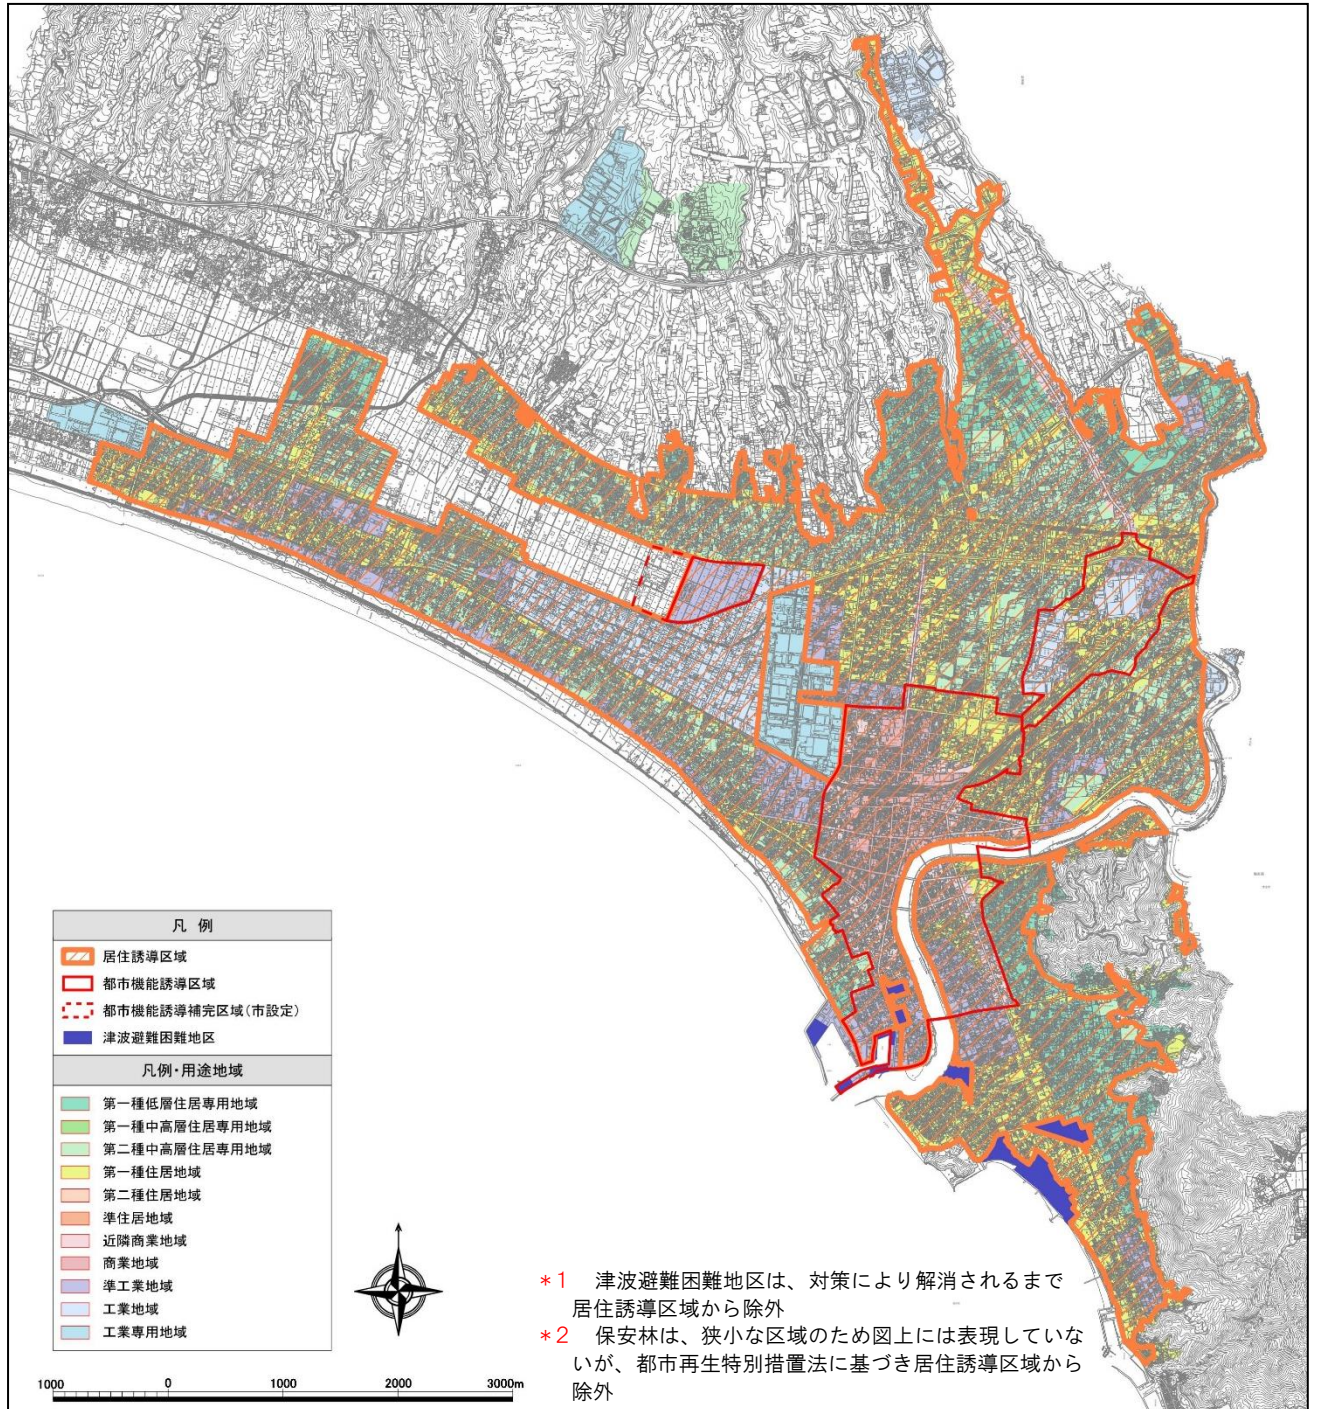 凡 例
居住誘導区域
都市機能誘導区域
都市機能誘導補完区域(市設定)
津波避難困難地区
凡例・用途地域
第一種低層住居専用地域
第一種中高層住居専用地域
第二種中高層住居専用地域
第一種住居地域
第二種住居地域
準住居地域
近隣商業地域
商業地域
準工業地域
工業地域
工業専用地域
1000 0 1000 2000 3000m
*1 津波避難困難地区は、対策により解消されるまで
居住誘導区域から除外
*2 保安林は、狭小な区域のため図上には表現していな
いが、都市再生特別措置法に基づき居住誘導区域から
除外